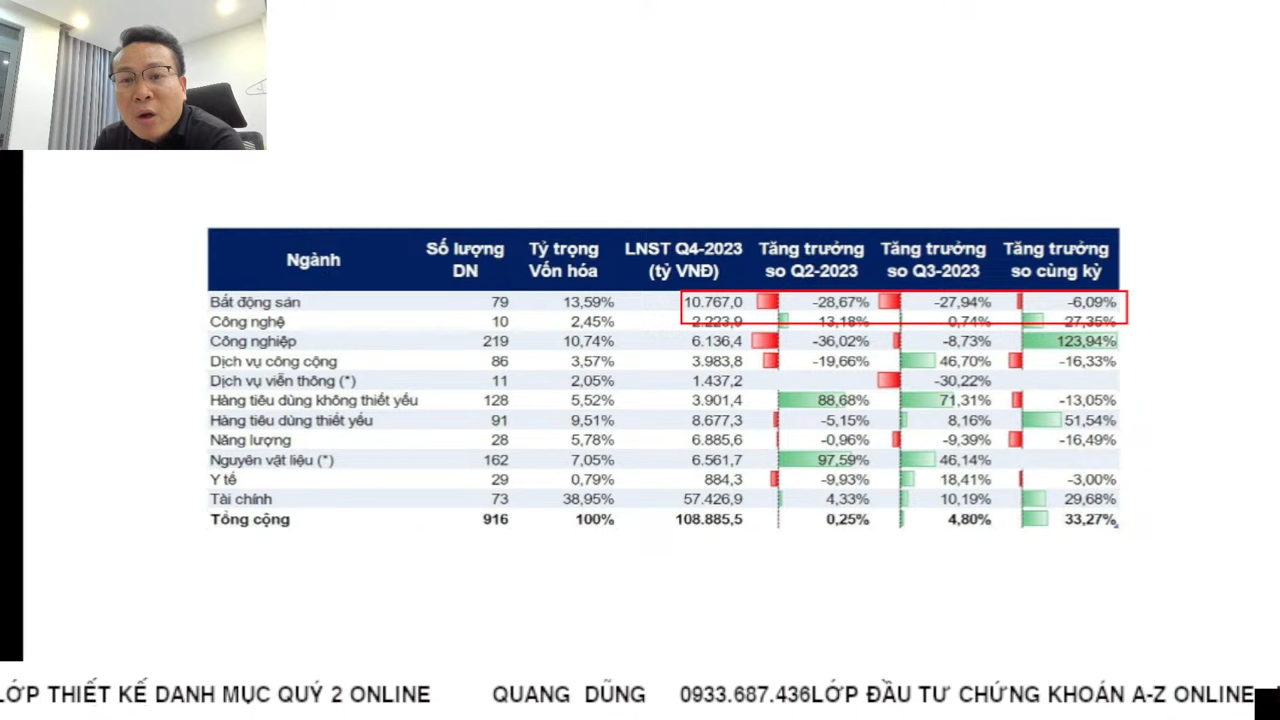 Ngành Số lượng DN Tỷ trọng Vốn hóa LNST Q4-2023 (tỷ VNĐ) Tăng trưởng so Q2-2023 Tăng trưởng so Q3-2023 Tăng trưởng so cùng kỳ
Bất động sản 79 13,59% 10.767,0 -28,67% -27,94% -6,09%
Công nghệ 10 2,45% 2.223,9 13,18% 0,74% 27,35%
Công nghiệp 219 10,74% 6.136,4 -36,02% -8,73% 123,94%
Dịch vụ công cộng 86 3,57% 3.983,8 -19,66% 46,70% -16,33%
Dịch vụ viễn thông (*) 11 2,05% 1.437,2 -30,22%
Hàng tiêu dùng không thiết yếu 128 5,52% 3.901,4 88,68% 71,31% -13,05%
Hàng tiêu dùng thiết yếu 91 9,51% 8.677,3 -5,15% 8,16% 51,54%
Năng lượng 28 5,78% 6.885,6 -0,96% -9,39% -16,49%
Nguyên vật liệu (*) 162 7,05% 6.561,7 97,59% 46,14%
Y tế 29 0,79% 884,3 -9,93% 18,41% -3,00%
Tài chính 73 38,95% 57.426,9 4,33% 10,19% 29,68%
Tổng cộng 916 100% 108.885,5 0,25% 4,80% 33,27%
LỚP THIẾT KẾ DANH MỤC QUÝ 2 ONLINE QUANG DŨNG 0933.687.436LỚP ĐẦU TƯ CHỨNG KHOÁN A-Z ONLINE